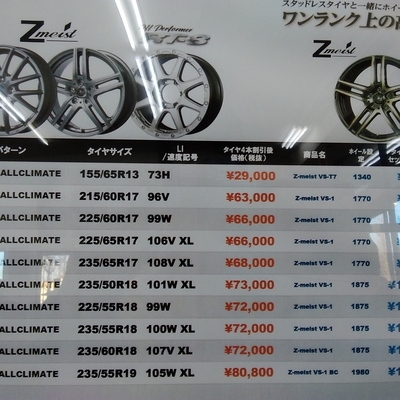 スタッドレスタイヤと一緒にホイー
ワンランク上の高
Zmeist
Off Performer
Zmeist
パターン タイヤサイズ LI/速度記号 タイヤ4本割引後価格(税抜) 商品名 ホイール設定
ALLCLIMATE 155/65R13 73H ¥29,000 Z-meist VS-T7 1340
ALLCLIMATE 215/60R17 96V ¥63,000 Z-meist VS-1 1770
ALLCLIMATE 225/60R17 99W ¥66,000 Z-meist VS-1 1770
ALLCLIMATE 225/65R17 106V XL ¥66,000 Z-meist VS-1 1770
ALLCLIMATE 235/65R17 108V XL ¥68,000 Z-meist VS-1 1770
ALLCLIMATE 235/50R18 101W XL ¥73,000 Z-meist VS-1 1875
ALLCLIMATE 225/55R18 99W ¥72,000 Z-meist VS-1 1875
ALLCLIMATE 235/55R18 100W XL ¥72,000 Z-meist VS-1 1875
ALLCLIMATE 235/60R18 107V XL ¥72,000 Z-meist VS-1 1875
ALLCLIMATE 235/55R19 105W XL ¥80,800 Z-meist VS-1 BC 1980